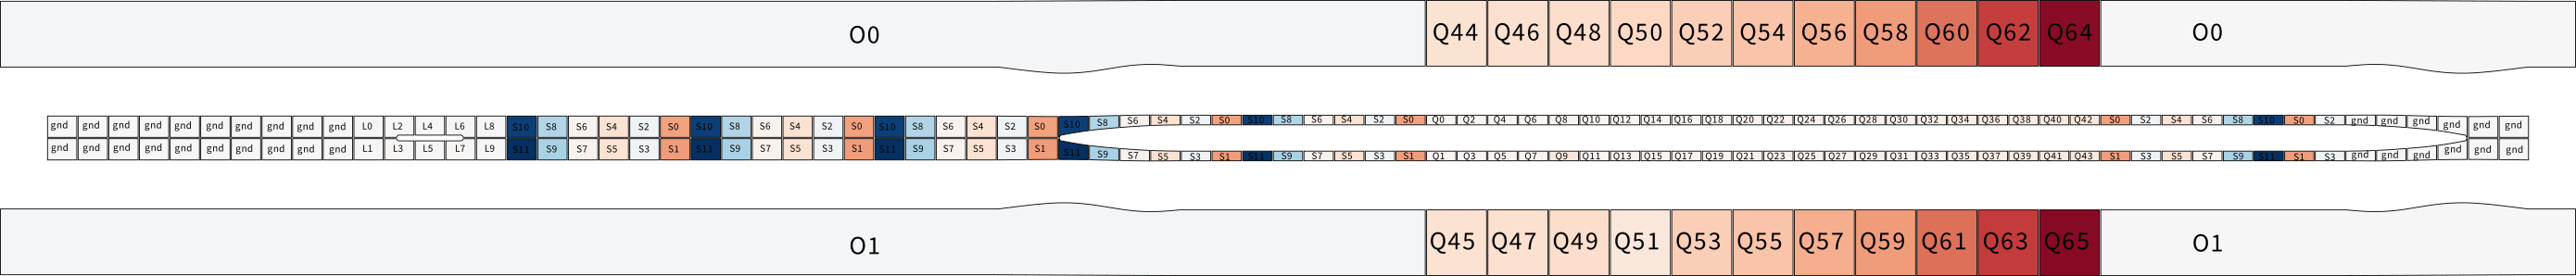 O0 Q44 Q46 Q48 Q50 Q52 Q54 Q56 Q58 Q60 Q62 Q64 O0
gnd gnd gnd gnd gnd gnd gnd gnd gnd gnd L0 L2 L4 L6 L8 S10 S8 S6 S4 S2 S0 S10 S8 S6 S4 S2 S0 S10 S8 S6 S4 S2 S0 S10 S8 S6 S4 S2 S0 S10 S8 S6 S4 S2 S0 Q0 Q2 Q4 Q6 Q8 Q10 Q12 Q14 Q16 Q18 Q20 Q22 Q24 Q26 Q28 Q30 Q32 Q34 Q36 Q38 Q40 Q42 S0 S2 S4 S6 S8 S10 S0 S2 gnd gnd gnd gnd gnd gnd
gnd gnd gnd gnd gnd gnd gnd gnd gnd gnd L1 L3 L5 L7 L9 S11 S9 S7 S5 S3 S1 S11 S9 S7 S5 S3 S1 S11 S9 S7 S5 S3 S1 S11 S9 S7 S5 S3 S1 S11 S9 S7 S5 S3 S1 Q1 Q3 Q5 Q7 Q9 Q11 Q13 Q15 Q17 Q19 Q21 Q23 Q25 Q27 Q29 Q31 Q33 Q35 Q37 Q39 Q41 Q43 S1 S3 S5 S7 S9 S11 S1 S3 gnd gnd gnd gnd gnd gnd
O1 Q45 Q47 Q49 Q51 Q53 Q55 Q57 Q59 Q61 Q63 Q65 O1